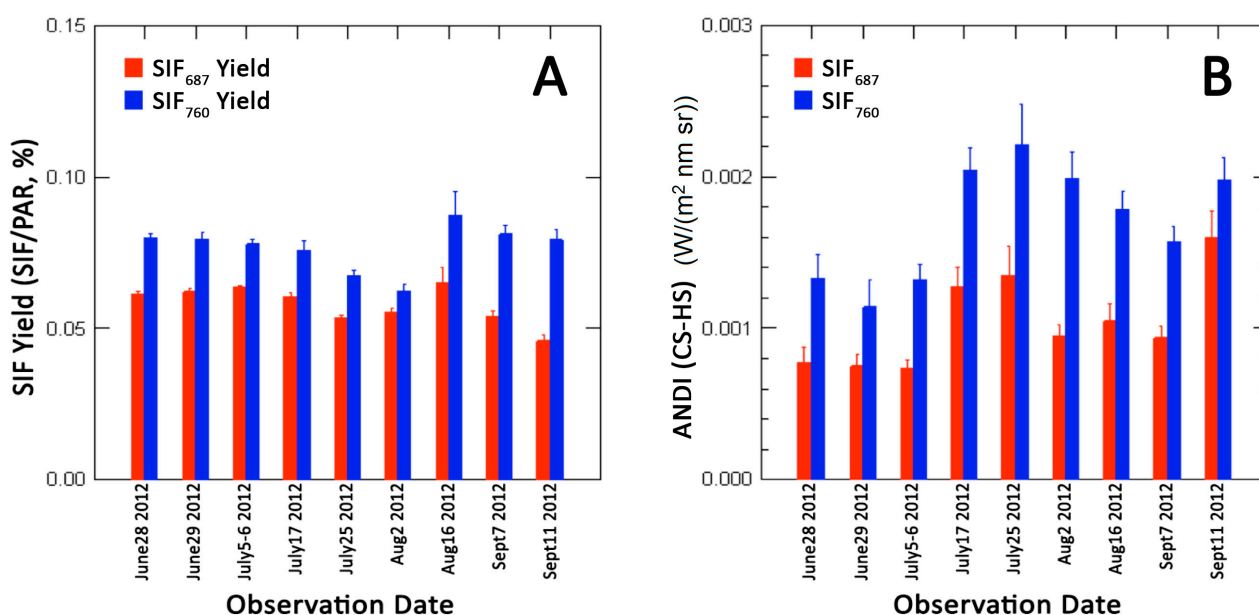 A
SIF687 Yield
SIF760 Yield
SIF Yield (SIF/PAR, %)
0.15
0.10
0.05
0.00
June28 2012
June29 2012
July5-6 2012
July17 2012
July25 2012
Aug2 2012
Aug16 2012
Sept7 2012
Sept11 2012
Observation Date
B
SIF687
SIF760
ANDI (CS-HS) (W/(m² nm sr))
0.003
0.002
0.001
0.000
June28 2012
June29 2012
July5-6 2012
July17 2012
July25 2012
Aug2 2012
Aug16 2012
Sept7 2012
Sept11 2012
Observation Date